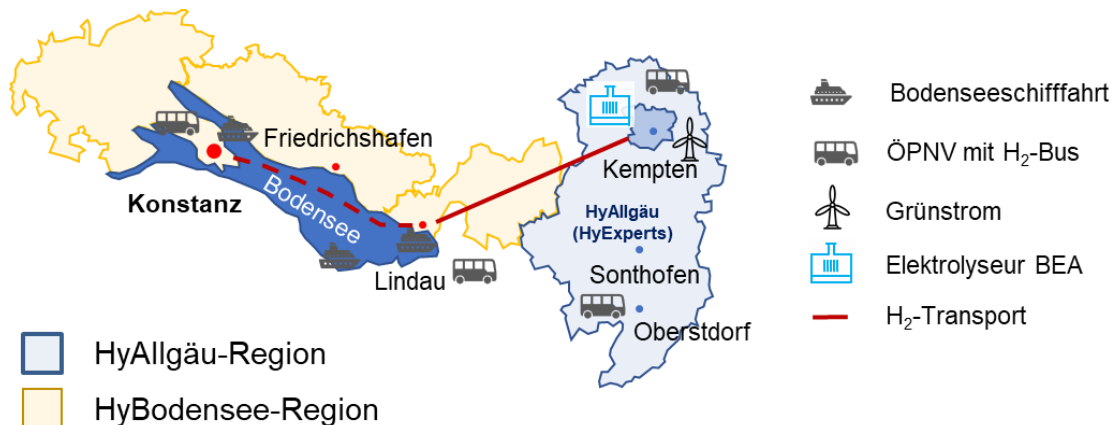 Friedrichshafen
Konstanz
Bodensee
Lindau
Kempten
HyAllgäu
(HyExperts)
Sonthofen
Oberstdorf
Bodenseeschifffahrt
ÖPNV mit H₂-Bus
Grünstrom
Elektrolyseur BEA
H₂-Transport
HyAllgäu-Region
HyBodensee-Region